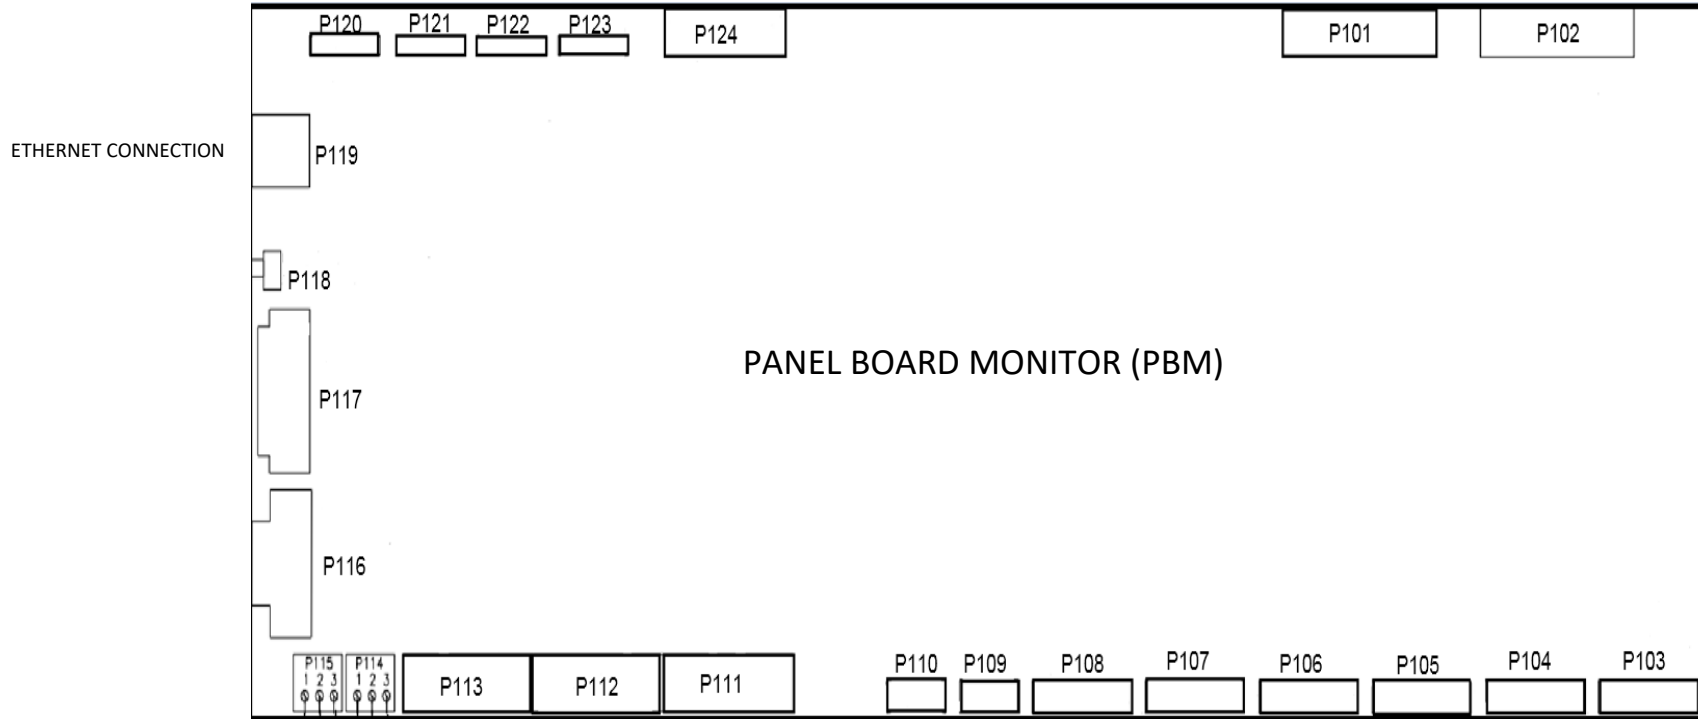 P120 P121 P122 P123 P124 P101 P102
ETHERNET CONNECTION P119
P118
PANEL BOARD MONITOR (PBM)
P117
P116
P115 P114 P113 P112 P111 P110 P109 P108 P107 P106 P105 P104 P103
1 2 3 1 2 3